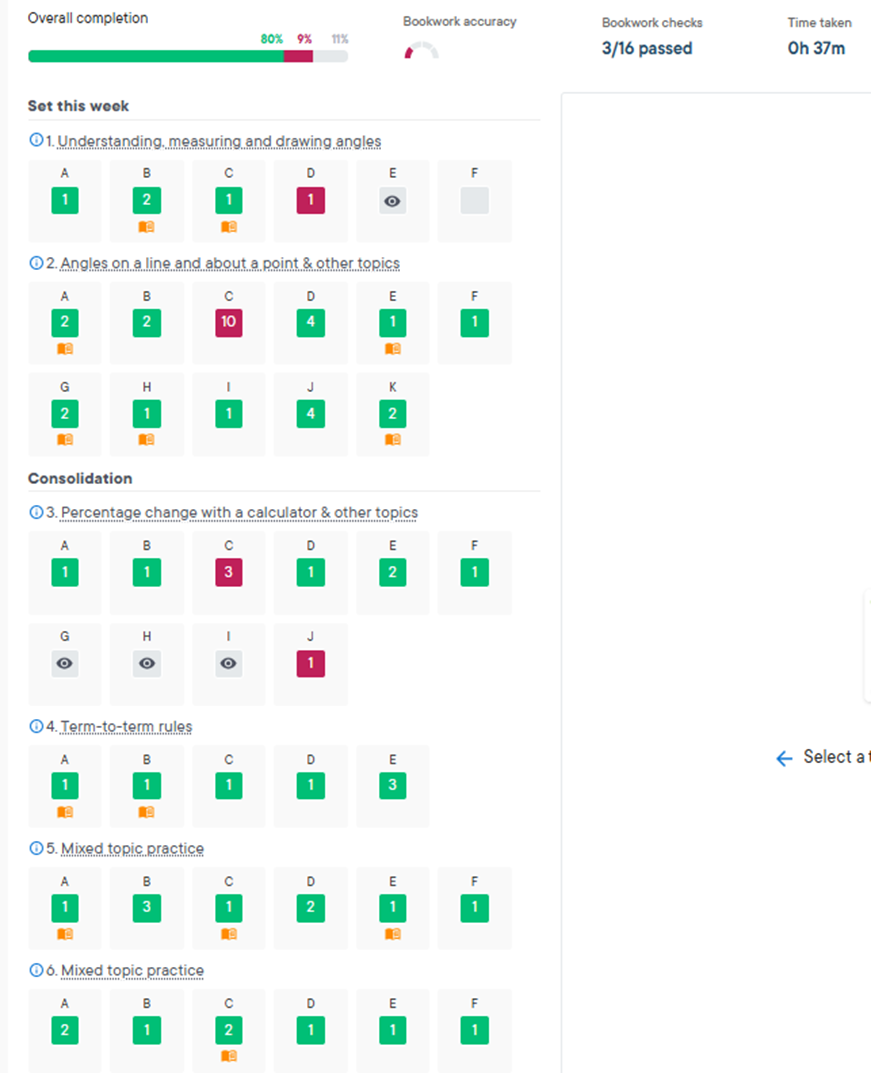 Overall completion
80% 9% 11%
Bookwork accuracy
Bookwork checks
3/16 passed
Time taken
0h 37m
Set this week
1. Understanding, measuring and drawing angles
A B C D E F
1 2 1 1
2. Angles on a line and about a point & other topics
A B C D E F
2 2 10 4 1 1
G H I J K
2 1 1 4 2
Consolidation
3. Percentage change with a calculator & other topics
A B C D E F
1 1 3 1 2 1
G H I J
1
4. Term-to-term rules
A B C D E
1 1 1 1 3
5. Mixed topic practice
A B C D E F
1 3 1 2 1 1
6. Mixed topic practice
A B C D E F
2 1 2 1 1 1
← Select a t